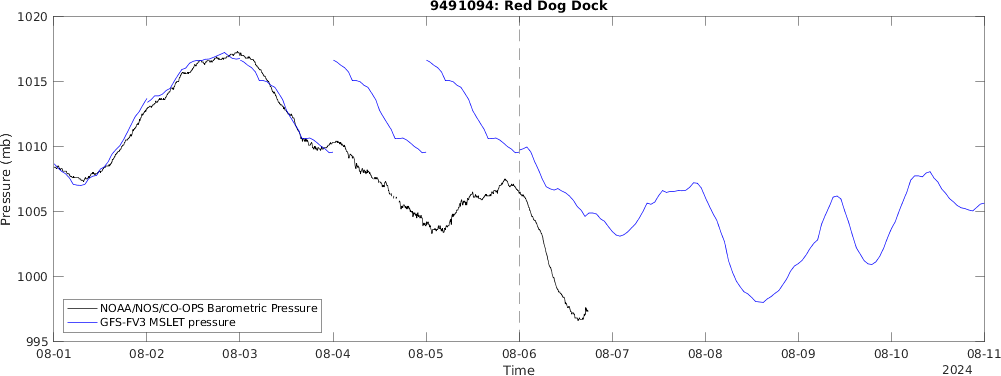 9491094: Red Dog Dock
1020
1015
1010
1005
1000
995
Pressure (mb)
NOAA/NOS/CO-OPS Barometric Pressure
GFS-FV3 MSLET pressure
08-01 08-02 08-03 08-04 08-05 08-06 08-07 08-08 08-09 08-10 08-11
Time
2024